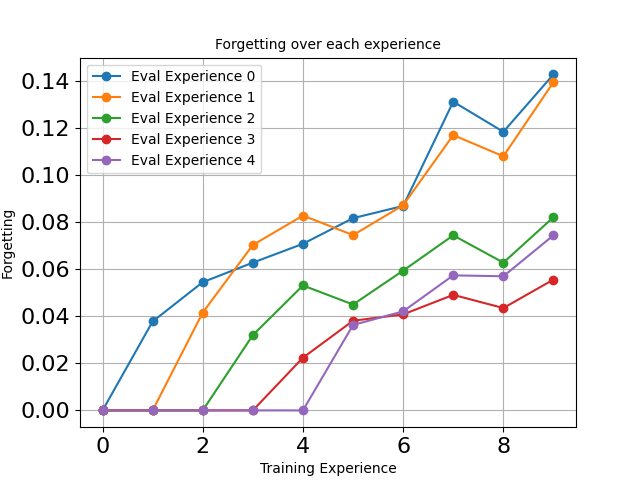 Forgetting over each experience
Eval Experience 0
Eval Experience 1
Eval Experience 2
Eval Experience 3
Eval Experience 4
0.14
0.12
0.10
0.08
0.06
0.04
0.02
0.00
Forgetting
0 2 4 6 8
Training Experience